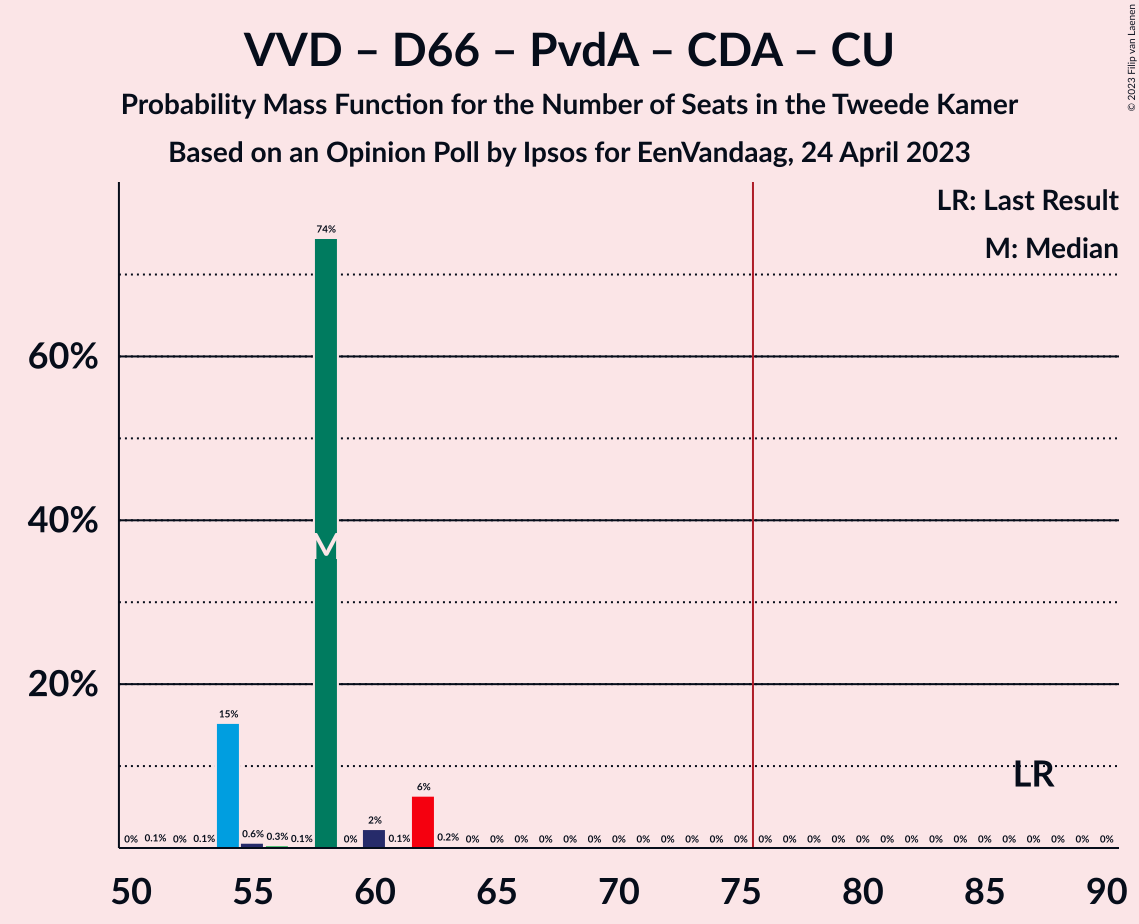 VVD – D66 – PvdA – CDA – CU
Probability Mass Function for the Number of Seats in the Tweede Kamer
Based on an Opinion Poll by Ipsos for EenVandaag, 24 April 2023
© 2023 Filip van Laenen
LR: Last Result
M: Median
60%
40%
20%
74%
M
15%
LR
6%
2%
0% 0.1% 0% 0.1% 0.6% 0.3% 0.1% 0% 0.1% 0.2% 0% 0% 0% 0% 0% 0% 0% 0% 0% 0% 0% 0% 0% 0% 0% 0% 0% 0% 0% 0% 0% 0% 0% 0% 0% 0% 0%
50 55 60 65 70 75 80 85 90